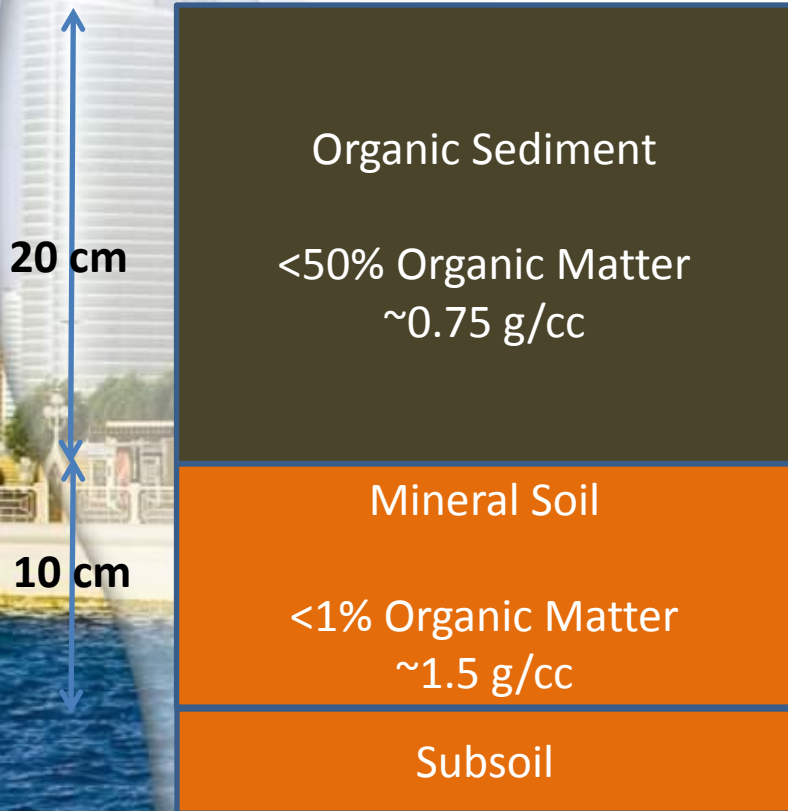 Organic Sediment
20 cm
<50% Organic Matter
~0.75 g/cc
Mineral Soil
10 cm
<1% Organic Matter
~1.5 g/cc
Subsoil